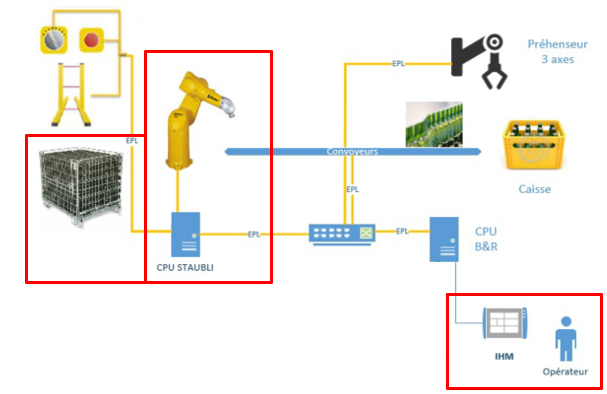 EPL
Préhenseur
3 axes
EPL
Convoyeurs
EPL
Caisse
CPU STAUBLI
EPL
EPL
CPU
B&R
IHM
Opérateur